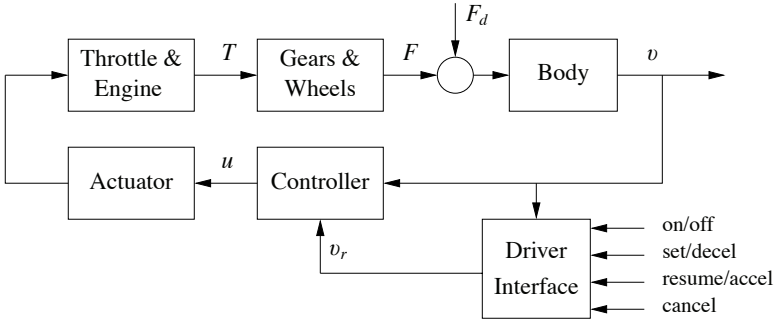 F_d
Throttle &
Engine
T
Gears &
Wheels
F
Body
v
Actuator
u
Controller
v_r
Driver
Interface
on/off
set/decel
resume/accel
cancel